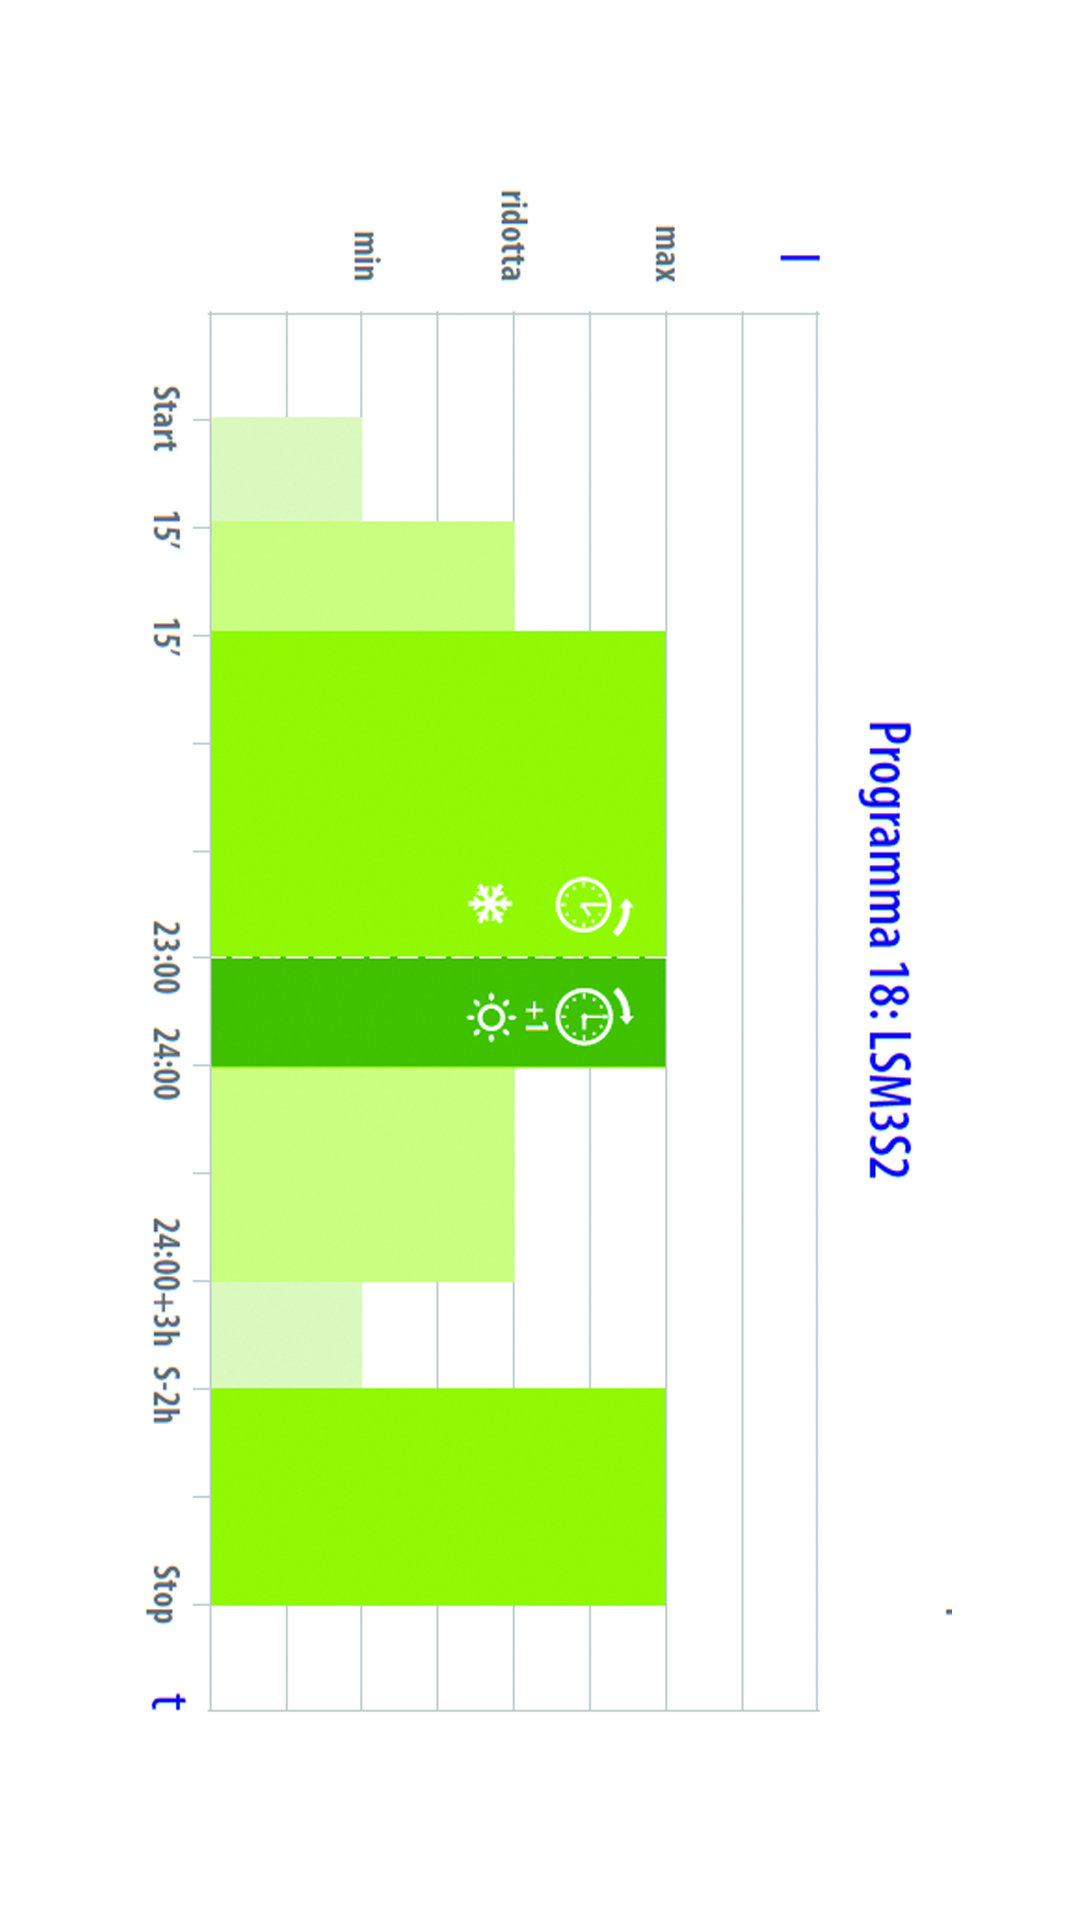 Programma 18: LSM3S2
I
max
ridotta
min
+1
Start 15’ 15’ 23:00 24:00 24:00+3h S-2h Stop t